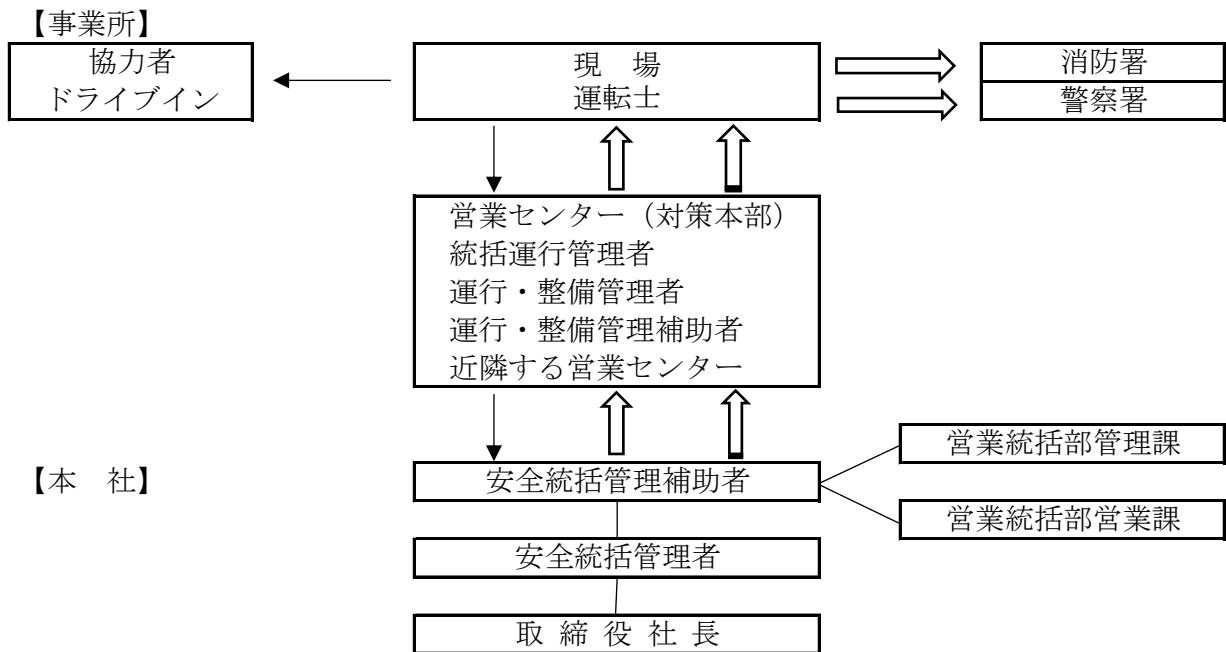 【事業所】
協力者
ドライブイン
現　場
運転士
消防署
警察署
営業センター（対策本部）
統括運行管理者
運行・整備管理者
運行・整備管理補助者
近隣する営業センター
【本　社】
安全統括管理補助者
営業統括部管理課
営業統括部営業課
安全統括管理者
取 締 役 社 長